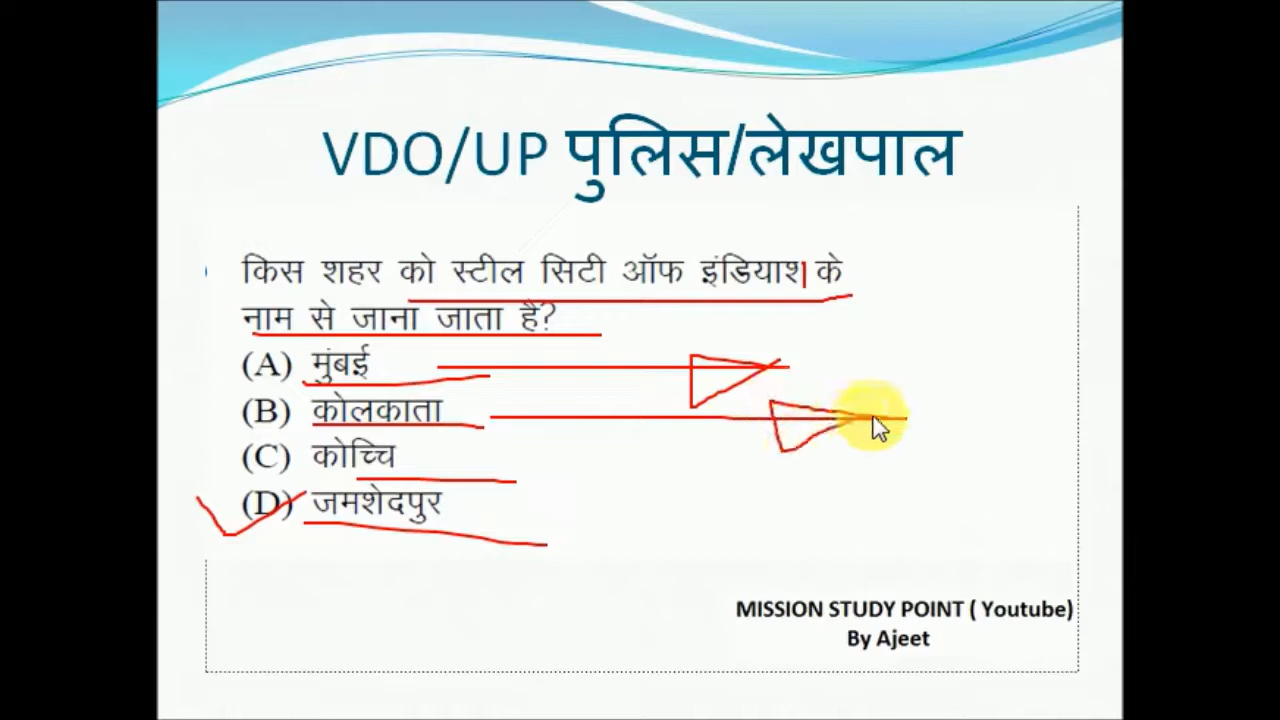 VDO/UP पुलिस/लेखपाल
किस शहर को स्टील सिटी ऑफ इंडियाश के
नाम से जाना जाता है?
(A) मुंबई
(B) कोलकाता
(C) कोच्चि
(D) जमशेदपुर
MISSION STUDY POINT ( Youtube)
By Ajeet